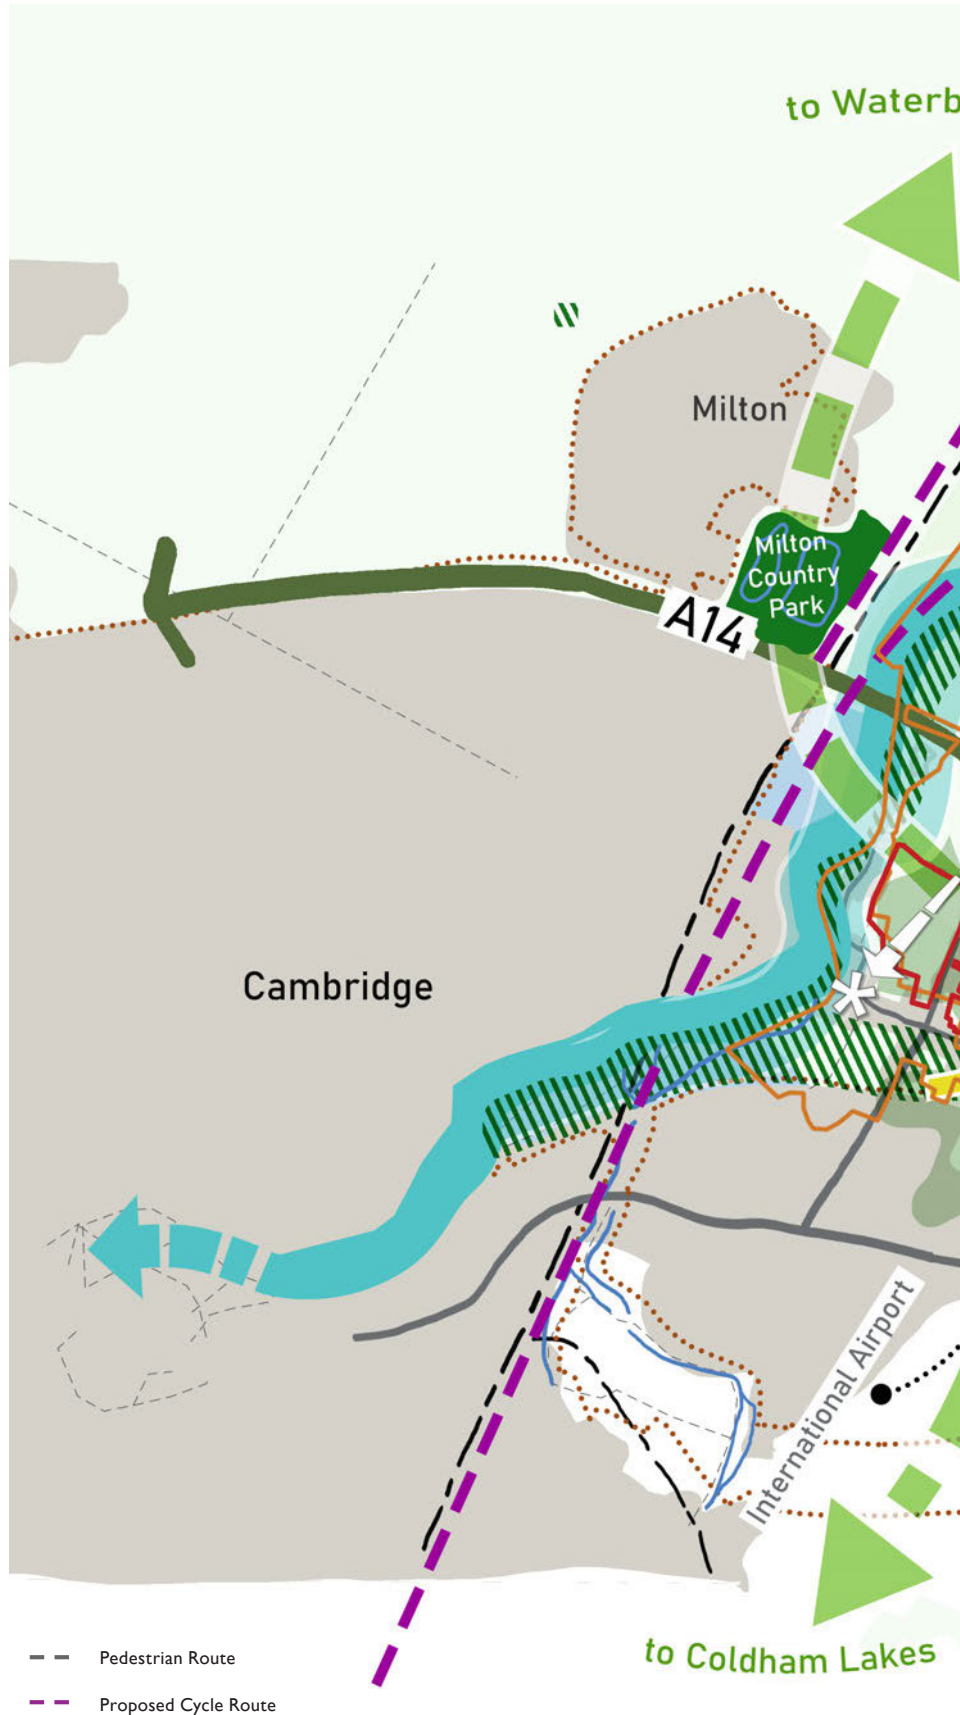 to Waterb
Milton
Milton
Country
Park
A14
Cambridge
International Airport
to Coldham Lakes
Pedestrian Route
Proposed Cycle Route